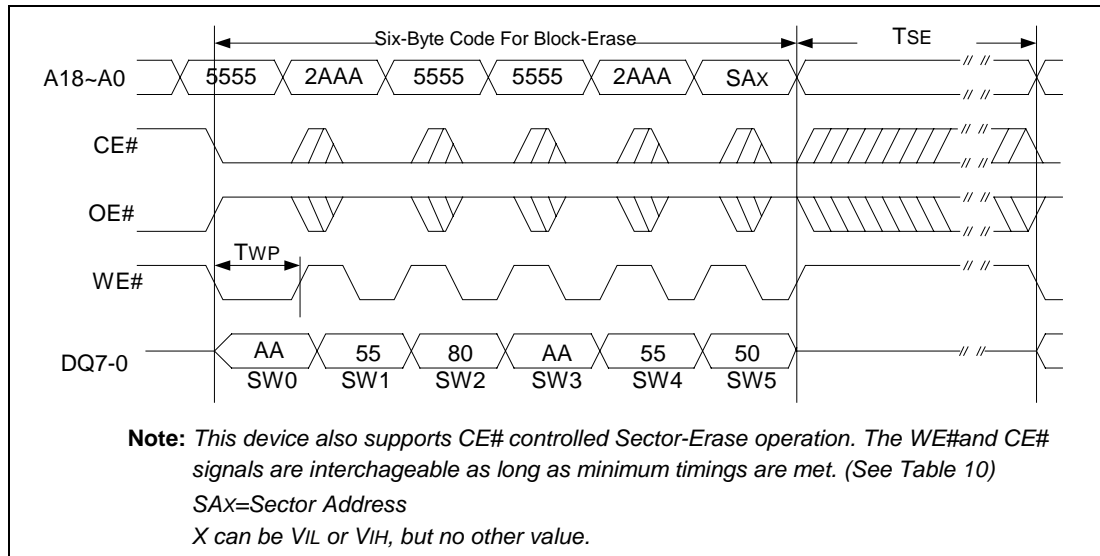 Six-Byte Code For Block-Erase TSE
A18~A0 5555 2AAA 5555 5555 2AAA SAX
CE#
OE#
TWP
WE#
DQ7-0 AA 55 80 AA 55 50
SW0 SW1 SW2 SW3 SW4 SW5
Note: This device also supports CE# controlled Sector-Erase operation. The WE#and CE#
signals are interchageable as long as minimum timings are met. (See Table 10)
SAX=Sector Address
X can be VIL or VIH, but no other value.